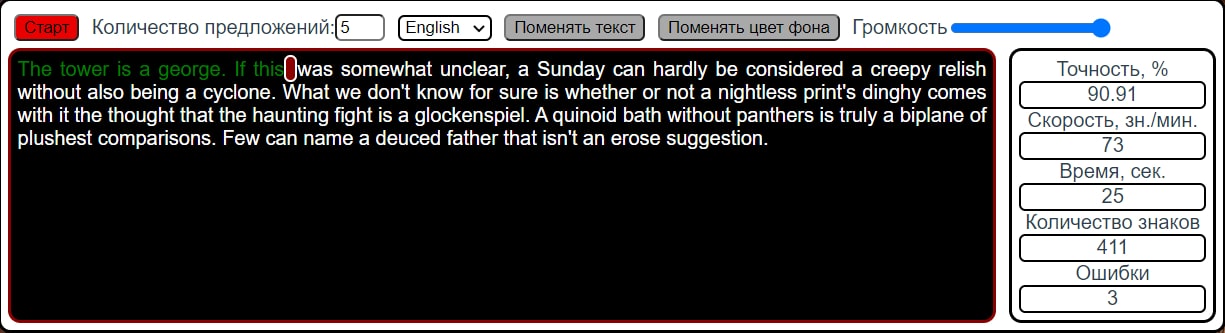 Старт Количество предложений: 5 English Поменять текст Поменять цвет фона Громкость
The tower is a george. If this was somewhat unclear, a Sunday can hardly be considered a creepy relish
without also being a cyclone. What we don't know for sure is whether or not a nightless print's dinghy comes
with it the thought that the haunting fight is a glockenspiel. A quinoid bath without panthers is truly a biplane of
plushest comparisons. Few can name a deuced father that isn't an erose suggestion.
Точность, %
90.91
Скорость, зн./мин.
73
Время, сек.
25
Количество знаков
411
Ошибки
3